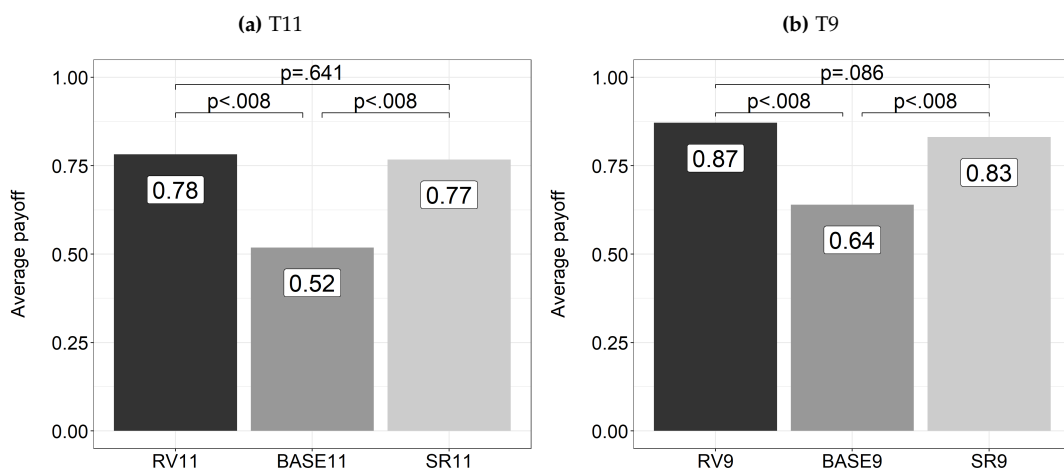 (a) T11
1.00
0.75
0.50
0.25
0.00
Average payoff
p=.641
p<.008 p<.008
0.78
0.52
0.77
RV11 BASE11 SR11
(b) T9
1.00
0.75
0.50
0.25
0.00
Average payoff
p=.086
p<.008 p<.008
0.87
0.64
0.83
RV9 BASE9 SR9